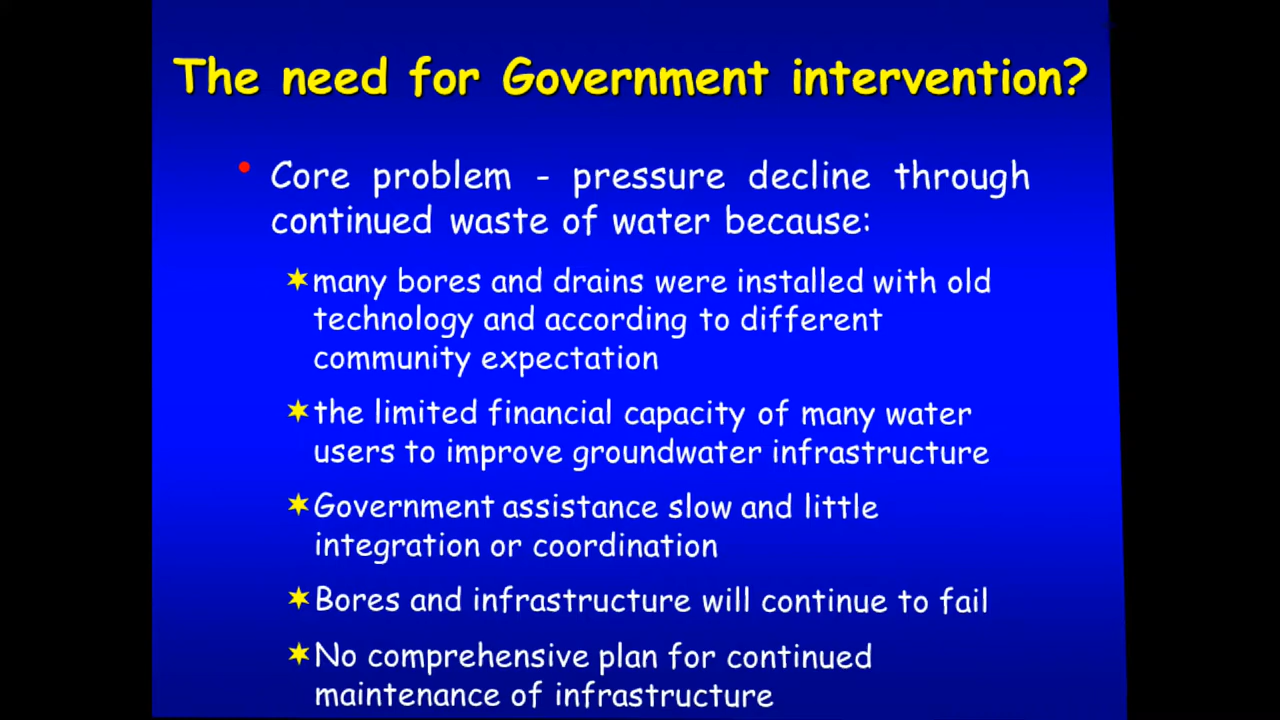 The need for Government intervention?
• Core problem - pressure decline through
continued waste of water because:
✶ many bores and drains were installed with old
technology and according to different
community expectation
✶ the limited financial capacity of many water
users to improve groundwater infrastructure
✶ Government assistance slow and little
integration or coordination
✶ Bores and infrastructure will continue to fail
✶ No comprehensive plan for continued
maintenance of infrastructure